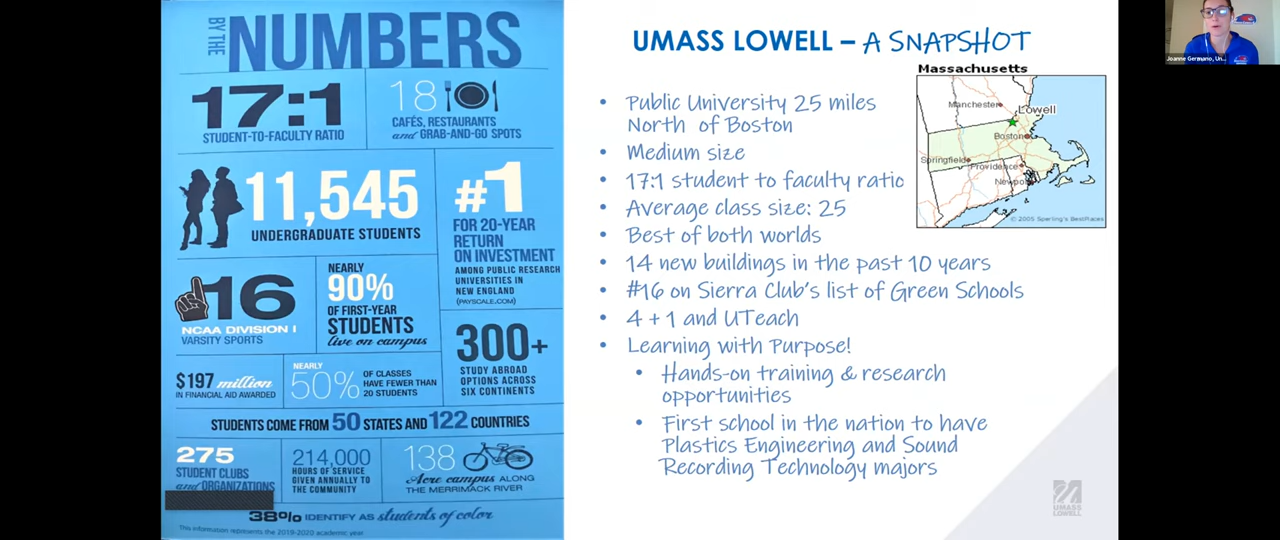 BY THE
NUMBERS
17:1
STUDENT-TO-FACULTY RATIO
18
CAFÉS, RESTAURANTS
and GRAB-AND-GO SPOTS
11,545
UNDERGRADUATE STUDENTS
#1
FOR 20-YEAR
RETURN
ON INVESTMENT
AMONG PUBLIC RESEARCH
UNIVERSITIES IN
NEW ENGLAND
(PAYSCALE.COM)
16
NCAA DIVISION I
VARSITY SPORTS
NEARLY
90%
OF FIRST-YEAR
STUDENTS
live on campus
300+
STUDY ABROAD
OPTIONS ACROSS
SIX CONTINENTS
$197 million
IN FINANCIAL AID AWARDED
NEARLY
50%
OF CLASSES
HAVE FEWER THAN
20 STUDENTS
STUDENTS COME FROM 50 STATES AND 122 COUNTRIES
275
STUDENT CLUBS
and ORGANIZATIONS
214,000
HOURS OF SERVICE
GIVEN ANNUALLY TO
THE COMMUNITY
138
Acre campus ALONG
THE MERRIMACK RIVER
38% IDENTIFY AS students of color
This information represents the 2019-2020 academic year
UMASS LOWELL – A SNAPSHOT
• Public University 25 miles
North of Boston
• Medium size
• 17:1 student to faculty ratio
• Average class size: 25
• Best of both worlds
• 14 new buildings in the past 10 years
• #16 on Sierra Club's list of Green Schools
• 4 + 1 and UTeach
• Learning with Purpose!
• Hands-on training & research
opportunities
• First school in the nation to have
Plastics Engineering and Sound
Recording Technology majors
Massachusetts
Manchester
Lowell
Boston
Springfield
Providence
Newpo
© 2005 Sperling's BestPlaces
UMASS
LOWELL
Joanne Germano, Un...